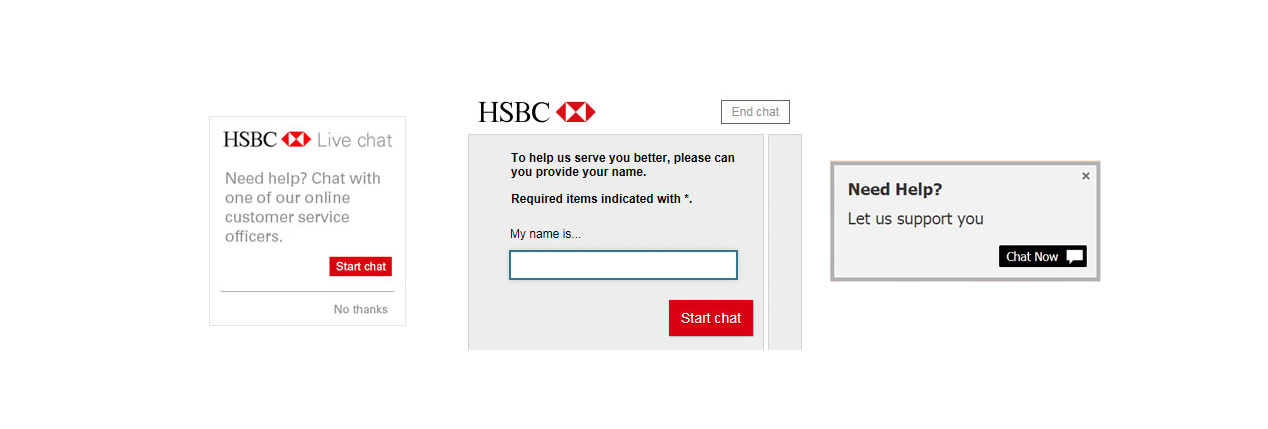 HSBC Live chat
Need help? Chat with
one of our online
customer service
officers.
Start chat
No thanks
HSBC
End chat
To help us serve you better, please can
you provide your name.
Required items indicated with *.
My name is...
Start chat
Need Help?
Let us support you
Chat Now